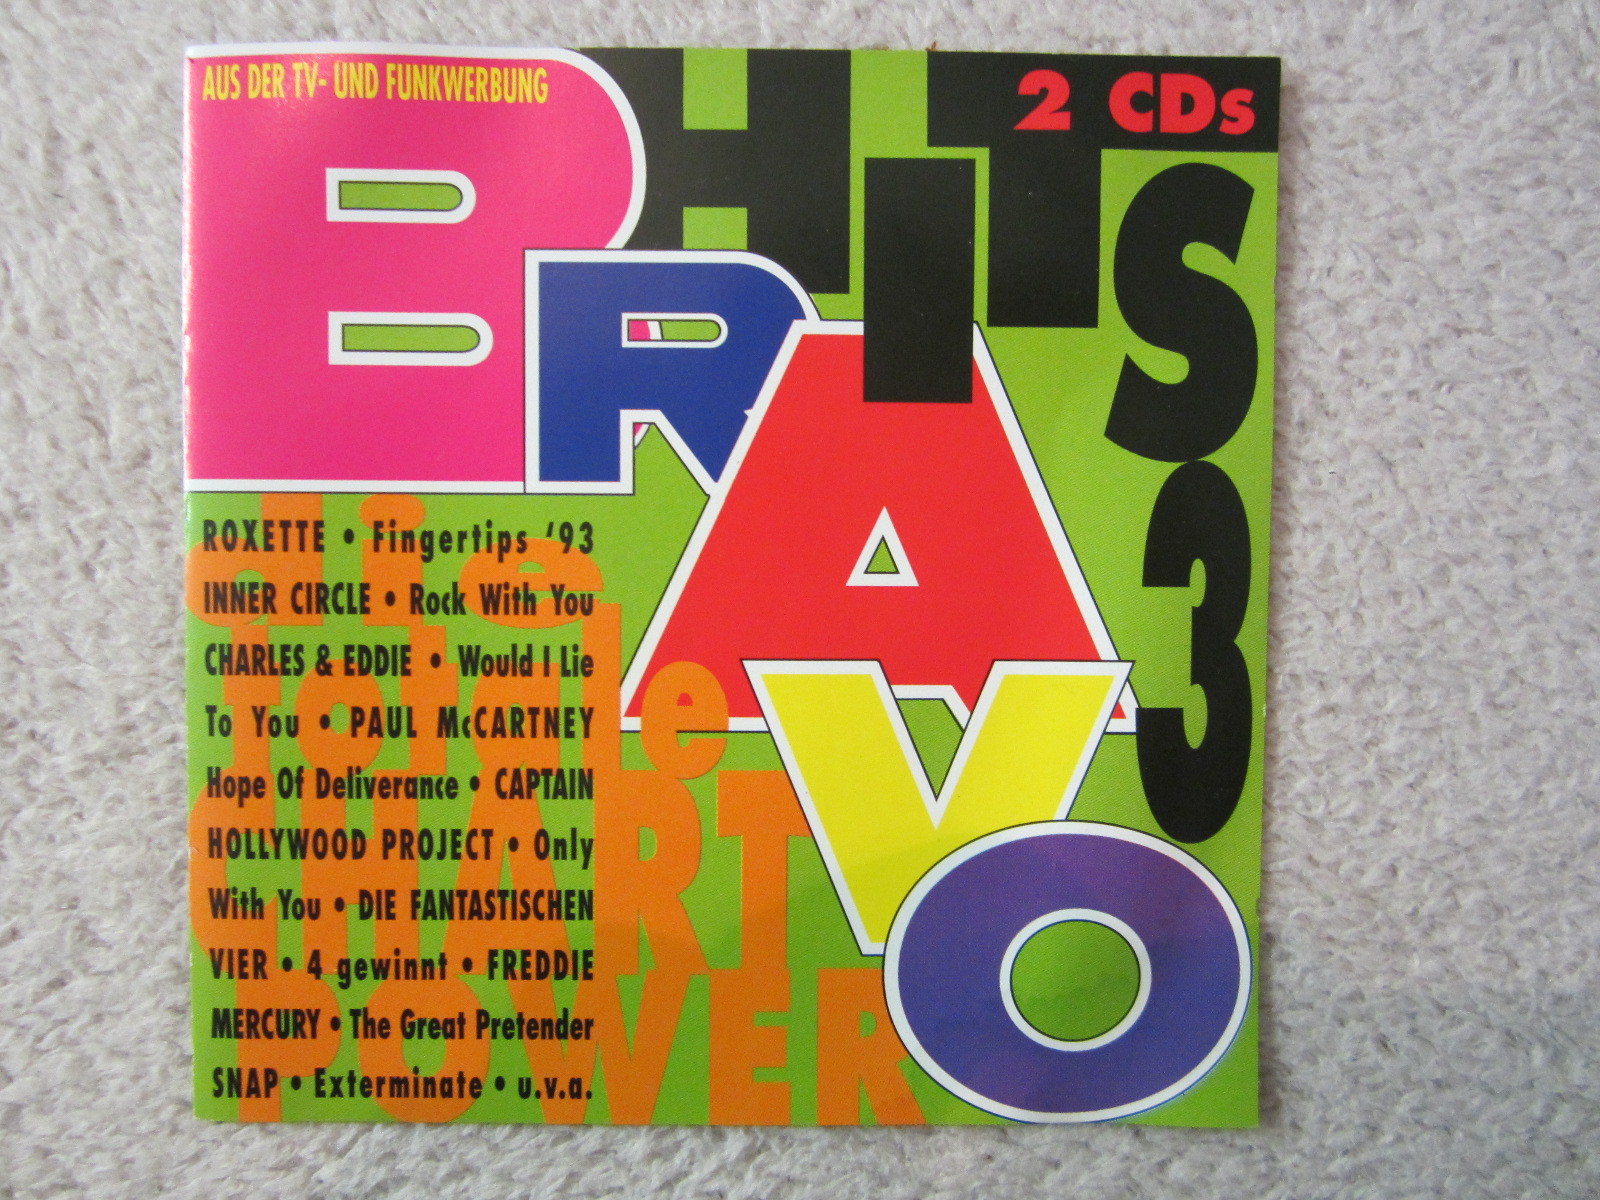 AUS DER TV- UND FUNKWERBUNG
2 CDs
BRAVO
HITS
3
die
totale
CHART
POWER
ROXETTE • Fingertips '93
INNER CIRCLE • Rock With You
CHARLES & EDDIE • Would I Lie
To You • PAUL McCARTNEY
Hope Of Deliverance • CAPTAIN
HOLLYWOOD PROJECT • Only
With You • DIE FANTASTISCHEN
VIER • 4 gewinnt • FREDDIE
MERCURY • The Great Pretender
SNAP • Exterminate • u.v.a.